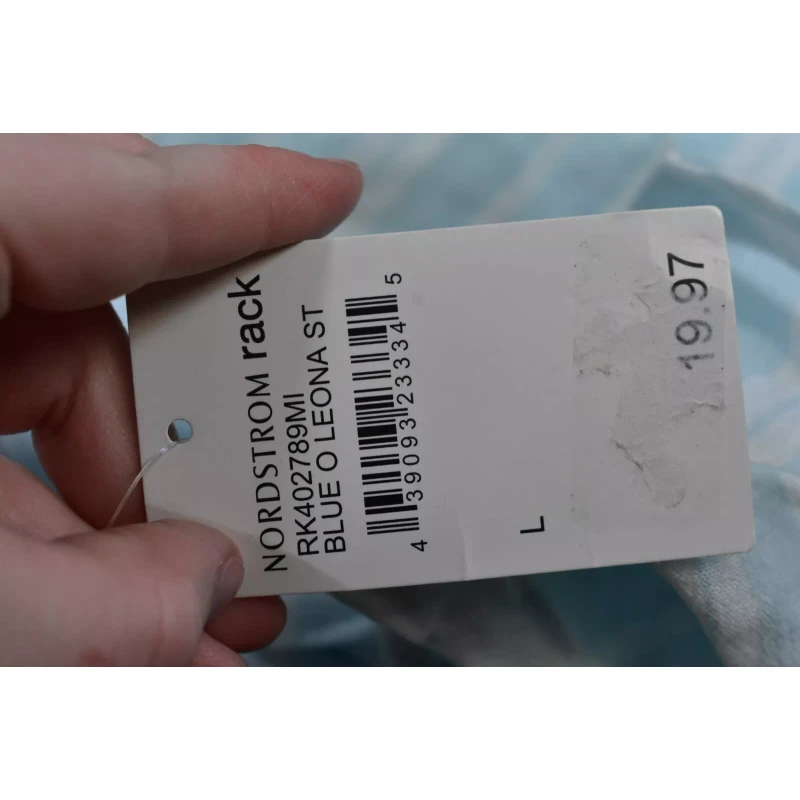 NORDSTROM rack
RK402789MI
BLUE O LEONA ST
4 39093 23334 5
L
19.97